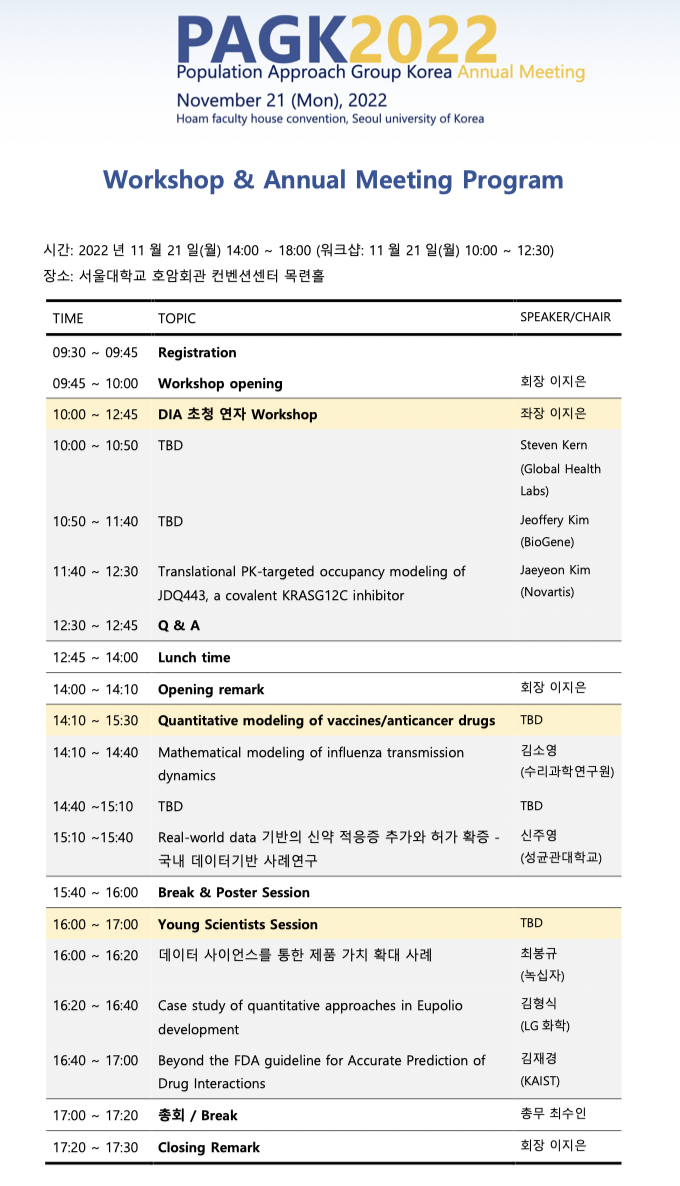 PAGK2022
Population Approach Group Korea Annual Meeting
November 21 (Mon), 2022
Hoam faculty house convention, Seoul university of Korea
Workshop & Annual Meeting Program
시간: 2022 년 11 월 21 일(월) 14:00 ~ 18:00 (워크샵: 11 월 21 일(월) 10:00 ~ 12:30)
장소: 서울대학교 호암회관 컨벤션센터 목련홀
TIME TOPIC SPEAKER/CHAIR
09:30 ~ 09:45 Registration
09:45 ~ 10:00 Workshop opening 회장 이지은
10:00 ~ 12:45 DIA 초청 연자 Workshop 좌장 이지은
10:00 ~ 10:50 TBD Steven Kern
(Global Health
Labs)
10:50 ~ 11:40 TBD Jeoffery Kim
(BioGene)
11:40 ~ 12:30 Translational PK-targeted occupancy modeling of Jaeyeon Kim
JDQ443, a covalent KRASG12C inhibitor (Novartis)
12:30 ~ 12:45 Q & A
12:45 ~ 14:00 Lunch time
14:00 ~ 14:10 Opening remark 회장 이지은
14:10 ~ 15:30 Quantitative modeling of vaccines/anticancer drugs TBD
14:10 ~ 14:40 Mathematical modeling of influenza transmission 김소영
dynamics (수리과학연구원)
14:40 ~15:10 TBD TBD
15:10 ~15:40 Real-world data 기반의 신약 적응증 추가와 허가 확증 - 신주영
국내 데이터기반 사례연구 (성균관대학교)
15:40 ~ 16:00 Break & Poster Session
16:00 ~ 17:00 Young Scientists Session TBD
16:00 ~ 16:20 데이터 사이언스를 통한 제품 가치 확대 사례 최봉규
(녹십자)
16:20 ~ 16:40 Case study of quantitative approaches in Eupolio 김형식
development (LG 화학)
16:40 ~ 17:00 Beyond the FDA guideline for Accurate Prediction of 김재경
Drug Interactions (KAIST)
17:00 ~ 17:20 총회 / Break 총무 최수인
17:20 ~ 17:30 Closing Remark 회장 이지은